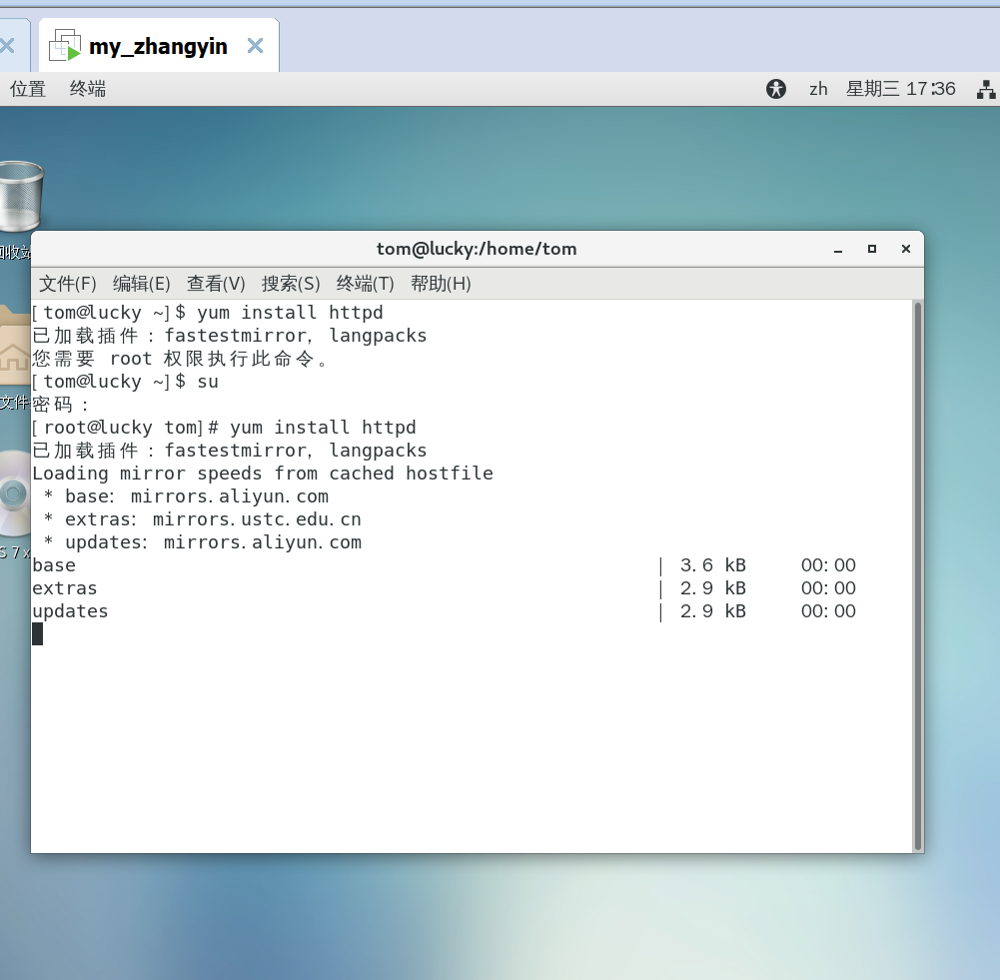 my_zhangyin
位置 终端 zh 星期三 17:36
回收站
tom@lucky:/home/tom
文件(F) 编辑(E) 查看(V) 搜索(S) 终端(T) 帮助(H)
[tom@lucky ~]$ yum install httpd
已加载插件：fastestmirror, langpacks
您需要 root 权限执行此命令。
[tom@lucky ~]$ su
密码：
[root@lucky tom]# yum install httpd
已加载插件：fastestmirror, langpacks
Loading mirror speeds from cached hostfile
 * base: mirrors.aliyun.com
 * extras: mirrors.ustc.edu.cn
 * updates: mirrors.aliyun.com
base | 3.6 kB 00:00
extras | 2.9 kB 00:00
updates | 2.9 kB 00:00
文件
S 7 x